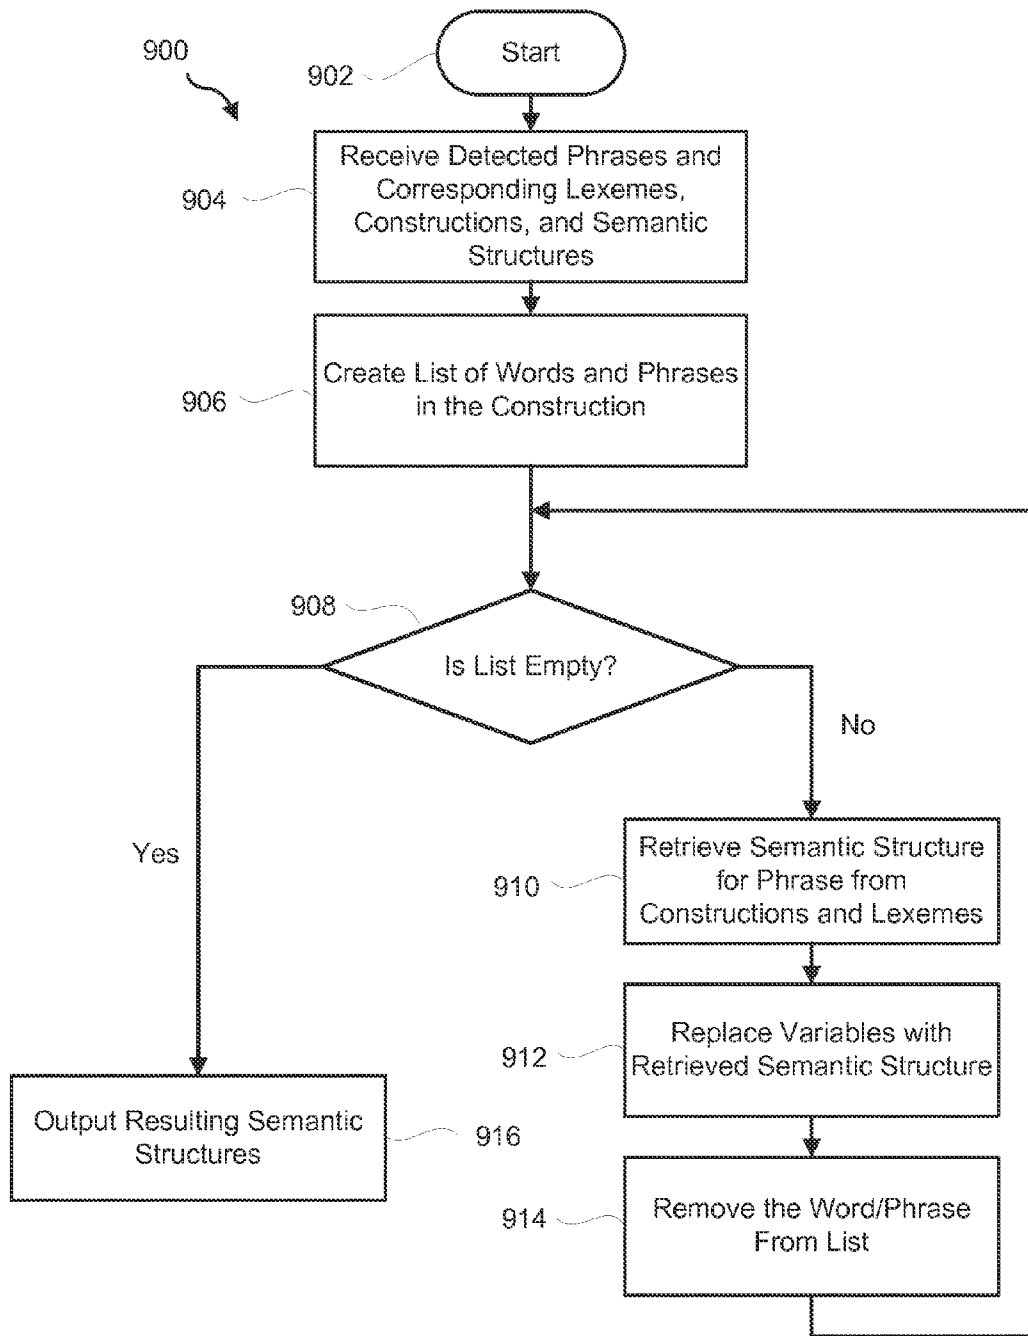 900
902
Start
904
Receive Detected Phrases and
Corresponding Lexemes,
Constructions, and Semantic
Structures
906
Create List of Words and Phrases
in the Construction
908
Is List Empty?
No
Yes
910
Retrieve Semantic Structure
for Phrase from
Constructions and Lexemes
912
Replace Variables with
Retrieved Semantic Structure
Output Resulting Semantic
Structures
916
914
Remove the Word/Phrase
From List